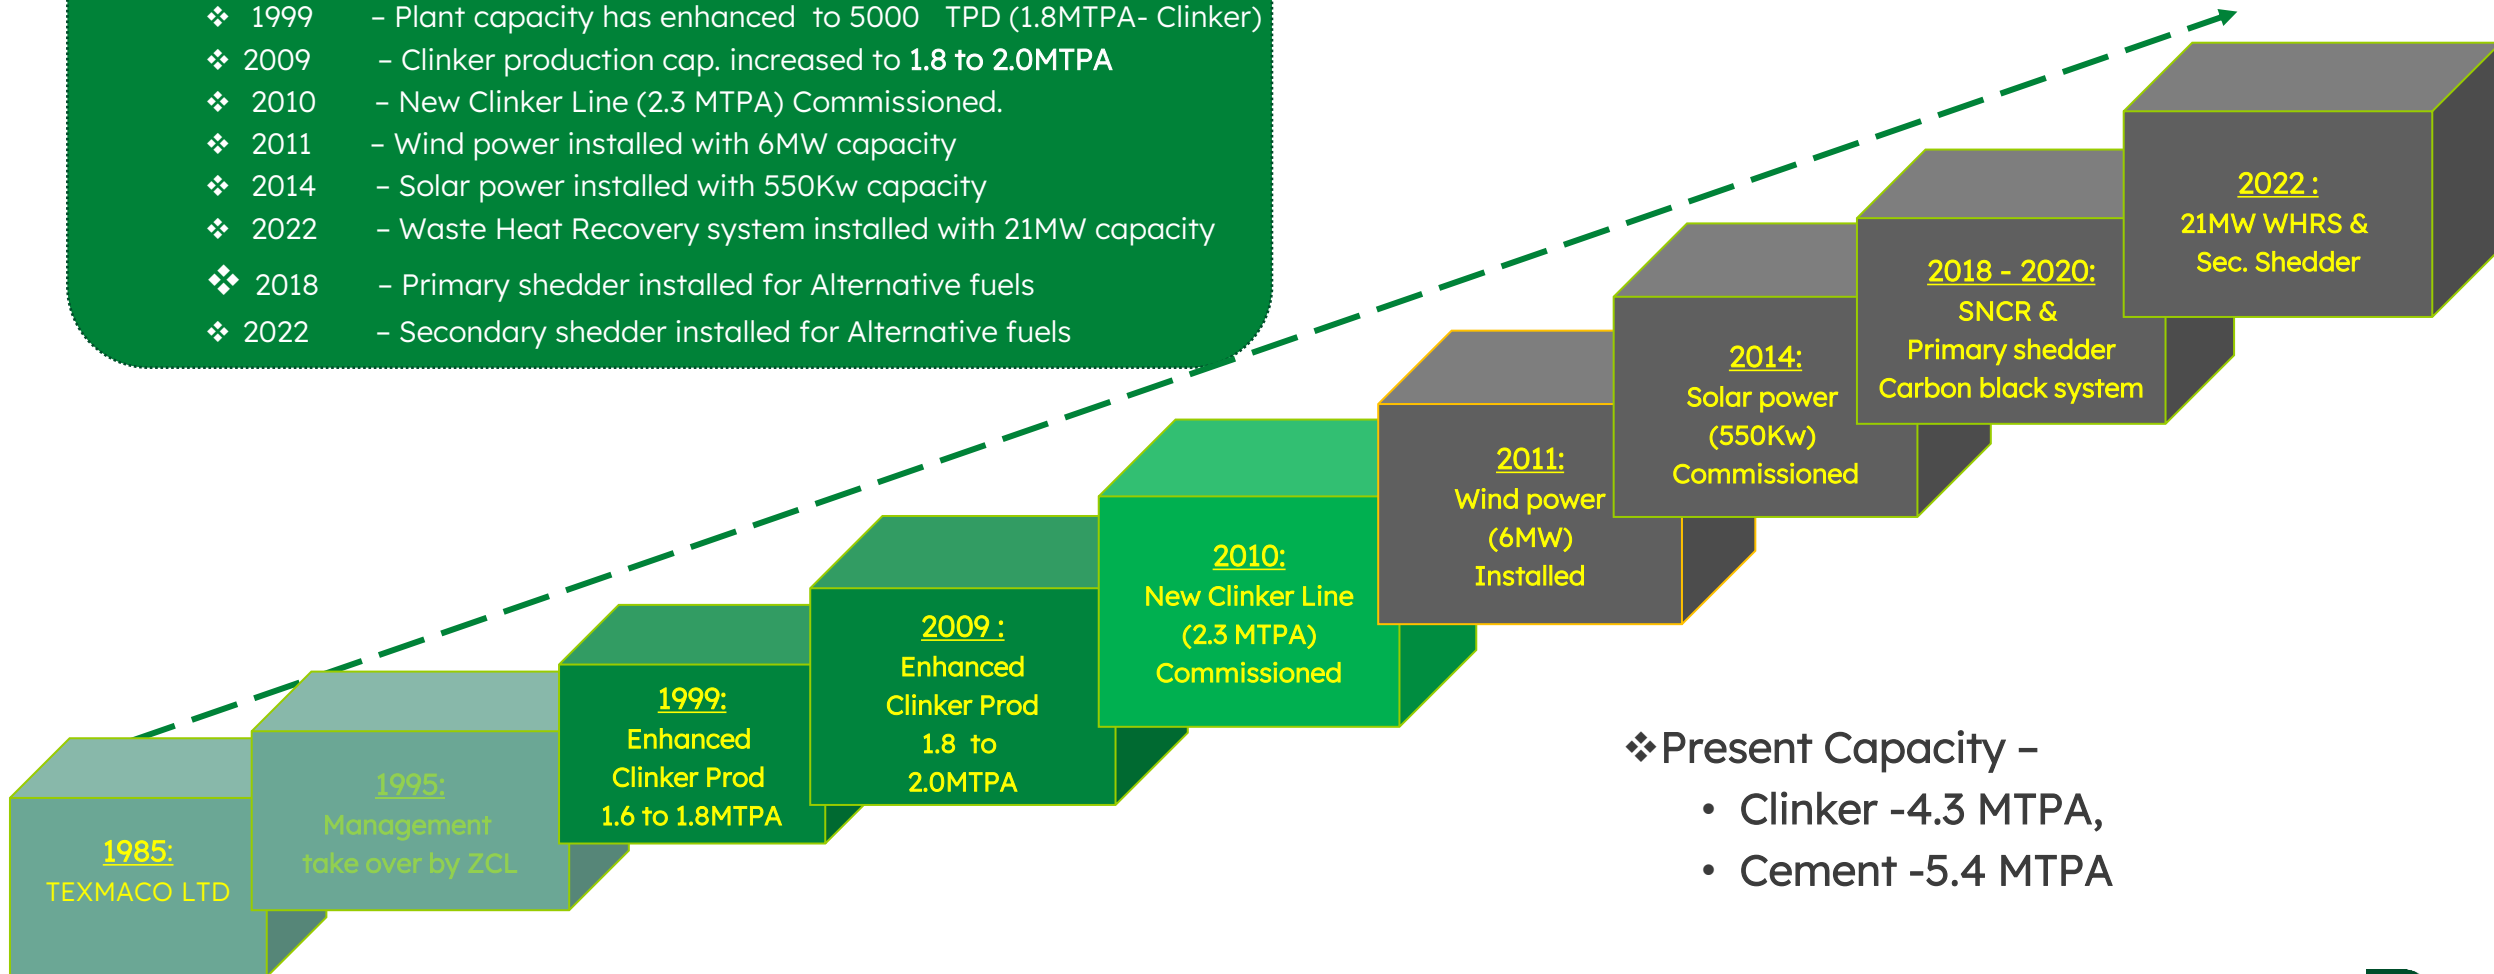 ❖ 1999 – Plant capacity has enhanced to 5000 TPD (1.8MTPA- Clinker)
❖ 2009 – Clinker production cap. increased to 1.8 to 2.0MTPA
❖ 2010 – New Clinker Line (2.3 MTPA) Commissioned.
❖ 2011 – Wind power installed with 6MW capacity
❖ 2014 – Solar power installed with 550Kw capacity
❖ 2022 – Waste Heat Recovery system installed with 21MW capacity
❖ 2018 – Primary shedder installed for Alternative fuels
❖ 2022 – Secondary shedder installed for Alternative fuels
1985:
TEXMACO LTD
1995:
Management
take over by ZCL
1999:
Enhanced
Clinker Prod
1.6 to 1.8MTPA
2009 :
Enhanced
Clinker Prod
1.8 to
2.0MTPA
2010:
New Clinker Line
(2.3 MTPA)
Commissioned
2011:
Wind power
(6MW)
Installed
2014:
Solar power
(550Kw)
Commissioned
2018 - 2020:
SNCR &
Primary shedder
Carbon black system
2022 :
21MW WHRS &
Sec. Shedder
❖Present Capacity –
• Clinker -4.3 MTPA,
• Cement -5.4 MTPA